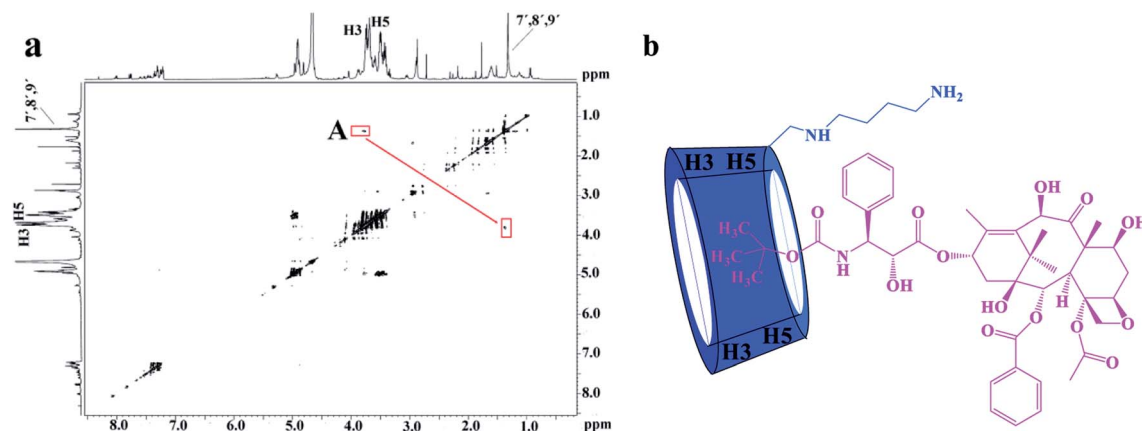 a
H3 H5
7´,8´,9´
ppm
7´,8´,9´
H3 H5
A
1.0
2.0
3.0
4.0
5.0
6.0
7.0
8.0
ppm
8.0 7.0 6.0 5.0 4.0 3.0 2.0 1.0
b
NH₂
NH
H3 H5
H₃C
H₃C
CH₃
O
O
N
H
O
OH
O
OH
O
OH
HO
H
O
O
O
O
O
O
H3 H5